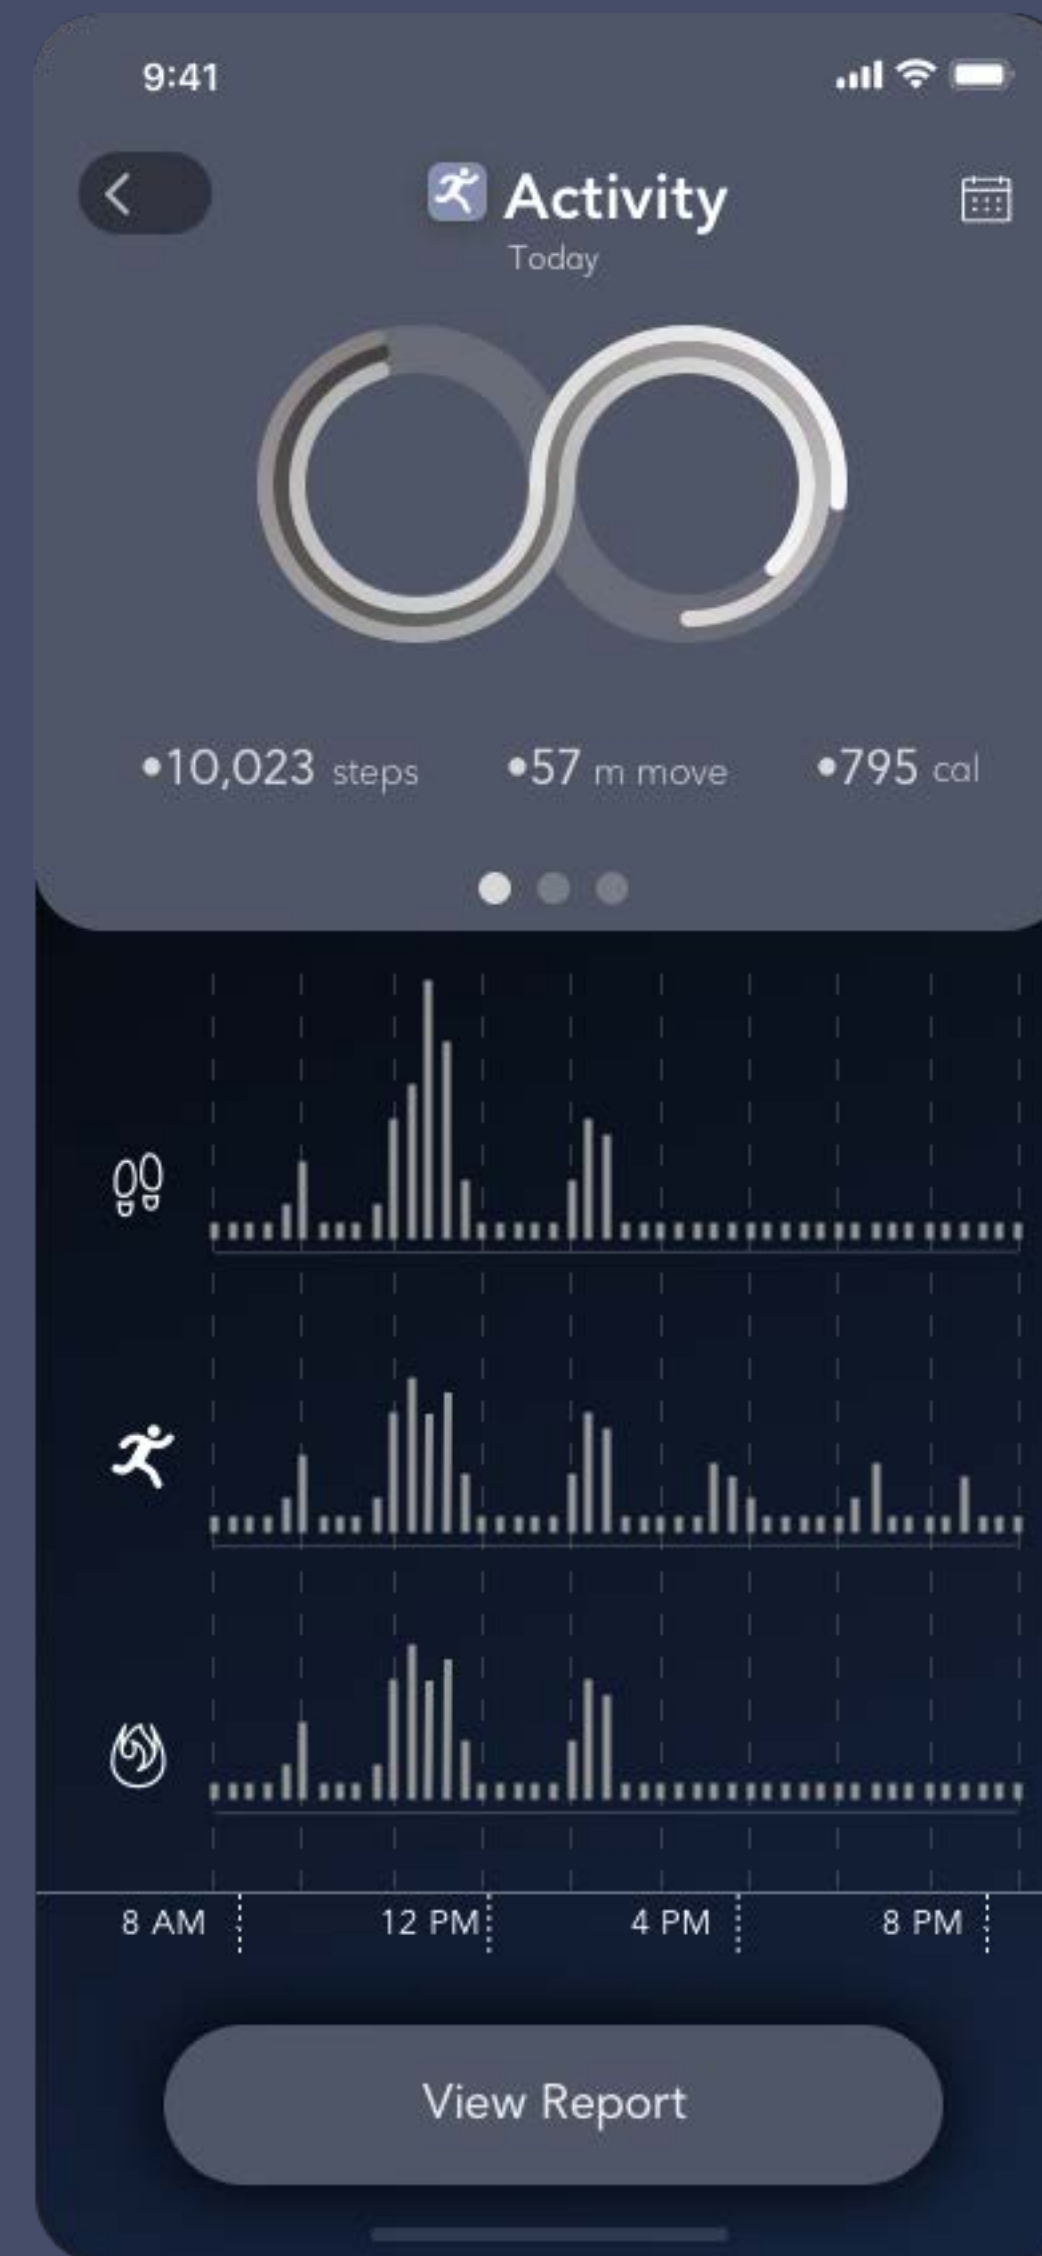 9:41
Activity
Today
•10,023 steps •57 m move •795 cal
8 AM 12 PM 4 PM 8 PM
View Report